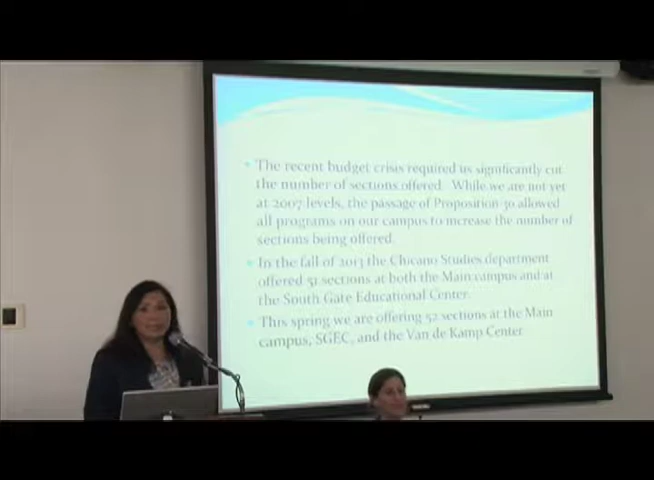 The recent budget crisis required us significantly cut
the number of sections offered. While we are not yet
at 2007 levels, the passage of Proposition 30 allowed
all programs on our campus to increase the number of
sections being offered.
In the fall of 2013 the Chicano Studies department
offered 51 sections at both the Main campus and at
the South Gate Educational Center.
This spring we are offering 52 sections at the Main
campus, SGEC, and the Van de Kamp Center